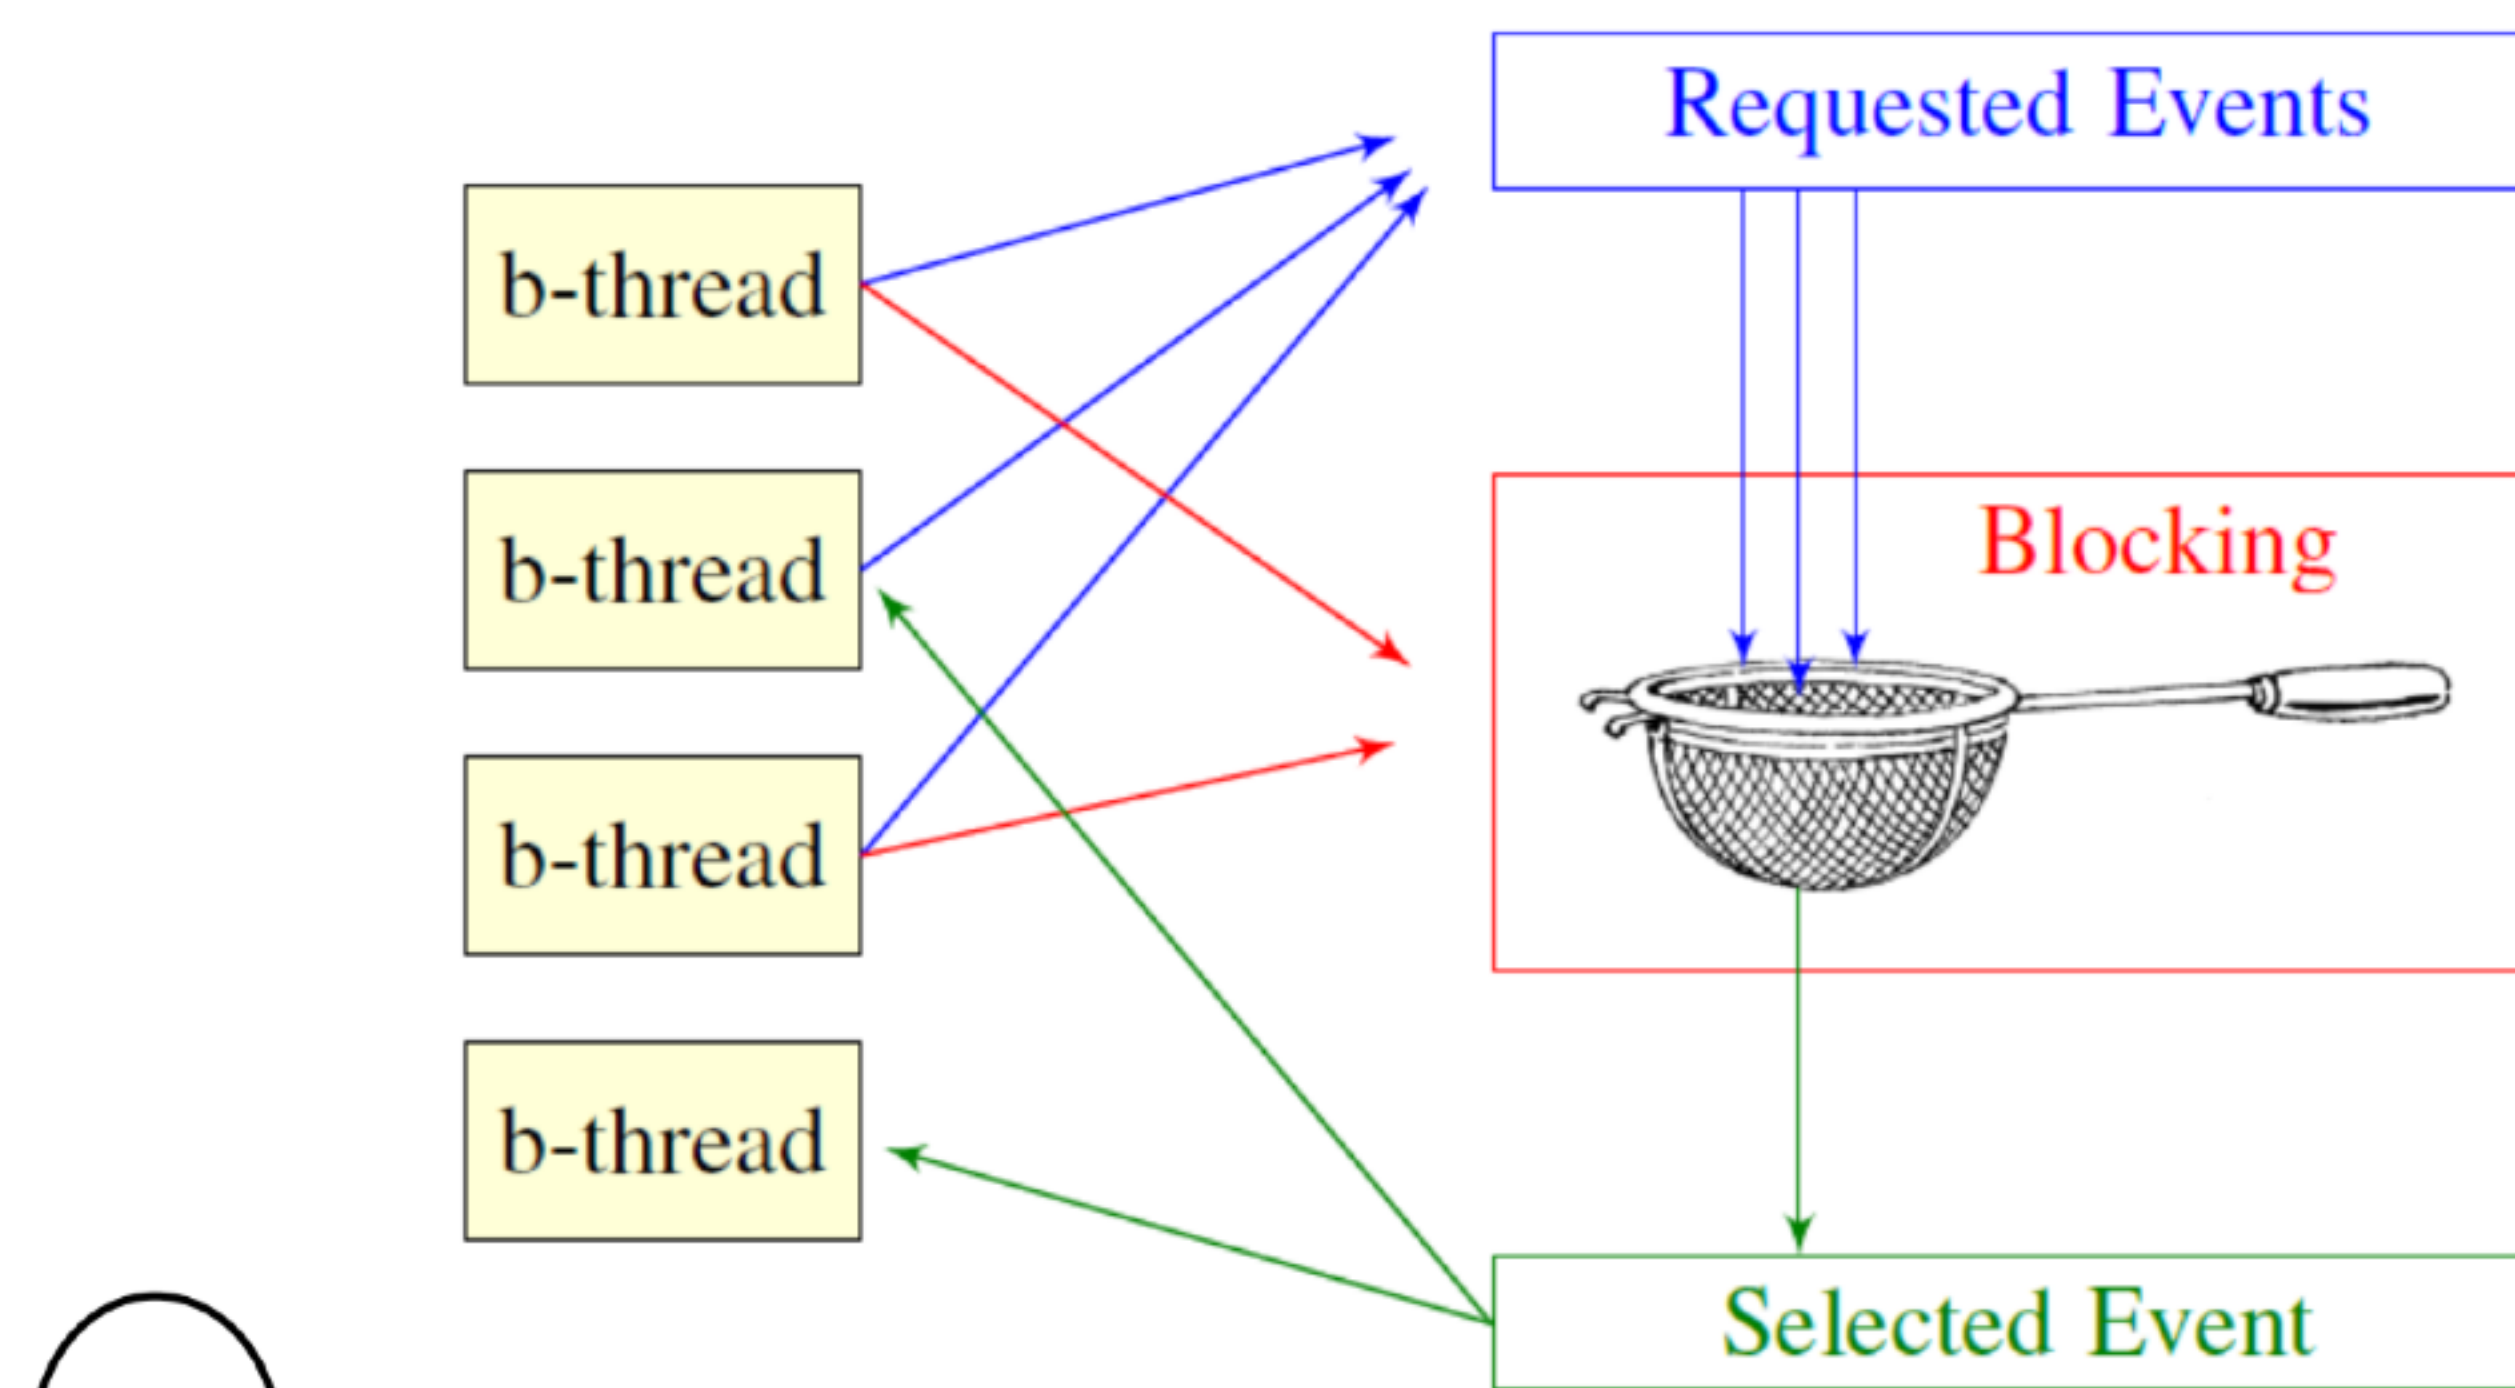 Requested Events
b-thread
b-thread
Blocking
b-thread
b-thread
Selected Event